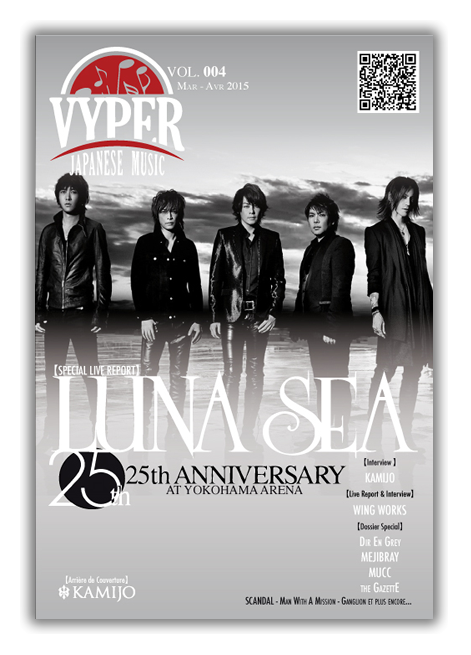 VOL. 004
MAR - AVR 2015
VYPER
JAPANESE MUSIC
【SPECIAL LIVE REPORT】
LUNA SEA
25th
25th ANNIVERSARY
AT YOKOHAMA ARENA
【Interview】
KAMIJO
【Live Report & Interview】
WING WORKS
【Dossier Special】
DIR EN GREY
MEJIBRAY
MUCC
THE GAZETTE
【Arrière de Couverture】
KAMIJO
SCANDAL - MAN WITH A MISSION - GANGLION ET PLUS ENCORE...